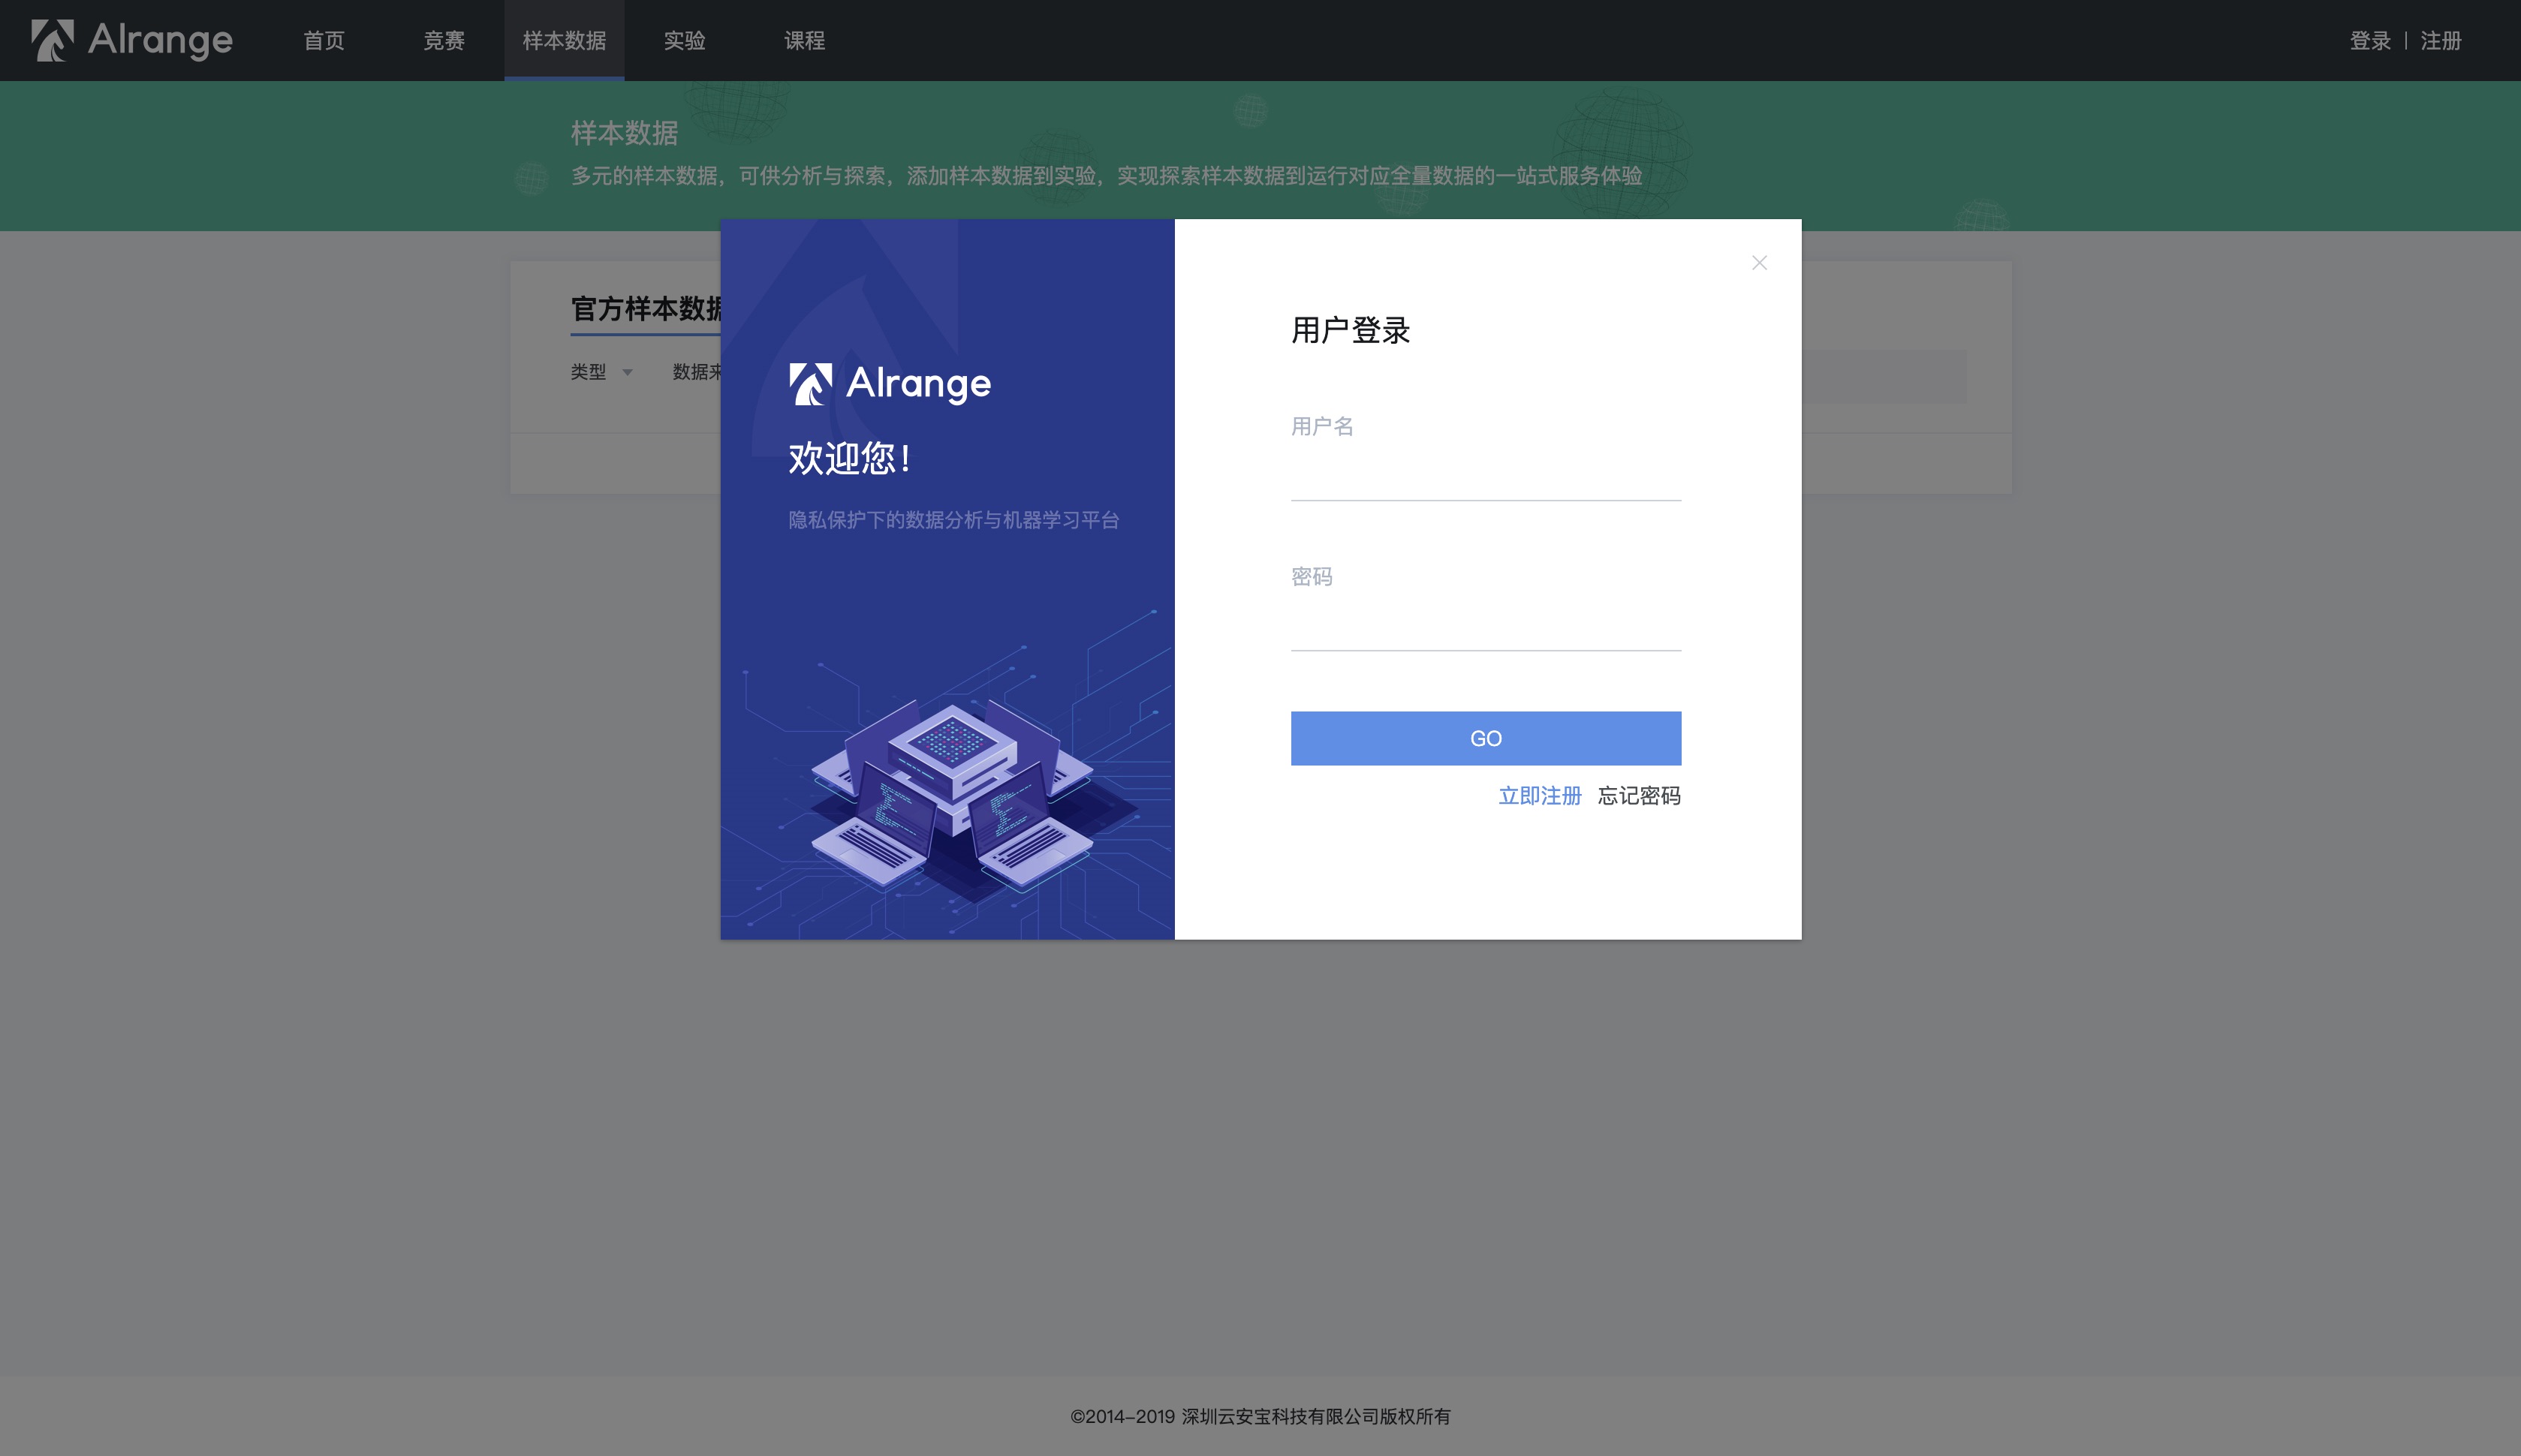 AIrange 首页 竞赛 样本数据 实验 课程 登录 | 注册
样本数据
多元的样本数据，可供分析与探索，添加样本数据到实验，实现探索样本数据到运行对应全量数据的一站式服务体验
官方样本数据
类型 数据来
AIrange
欢迎您！
隐私保护下的数据分析与机器学习平台
用户登录
用户名
密码
GO
立即注册 忘记密码
©2014-2019 深圳云安宝科技有限公司版权所有